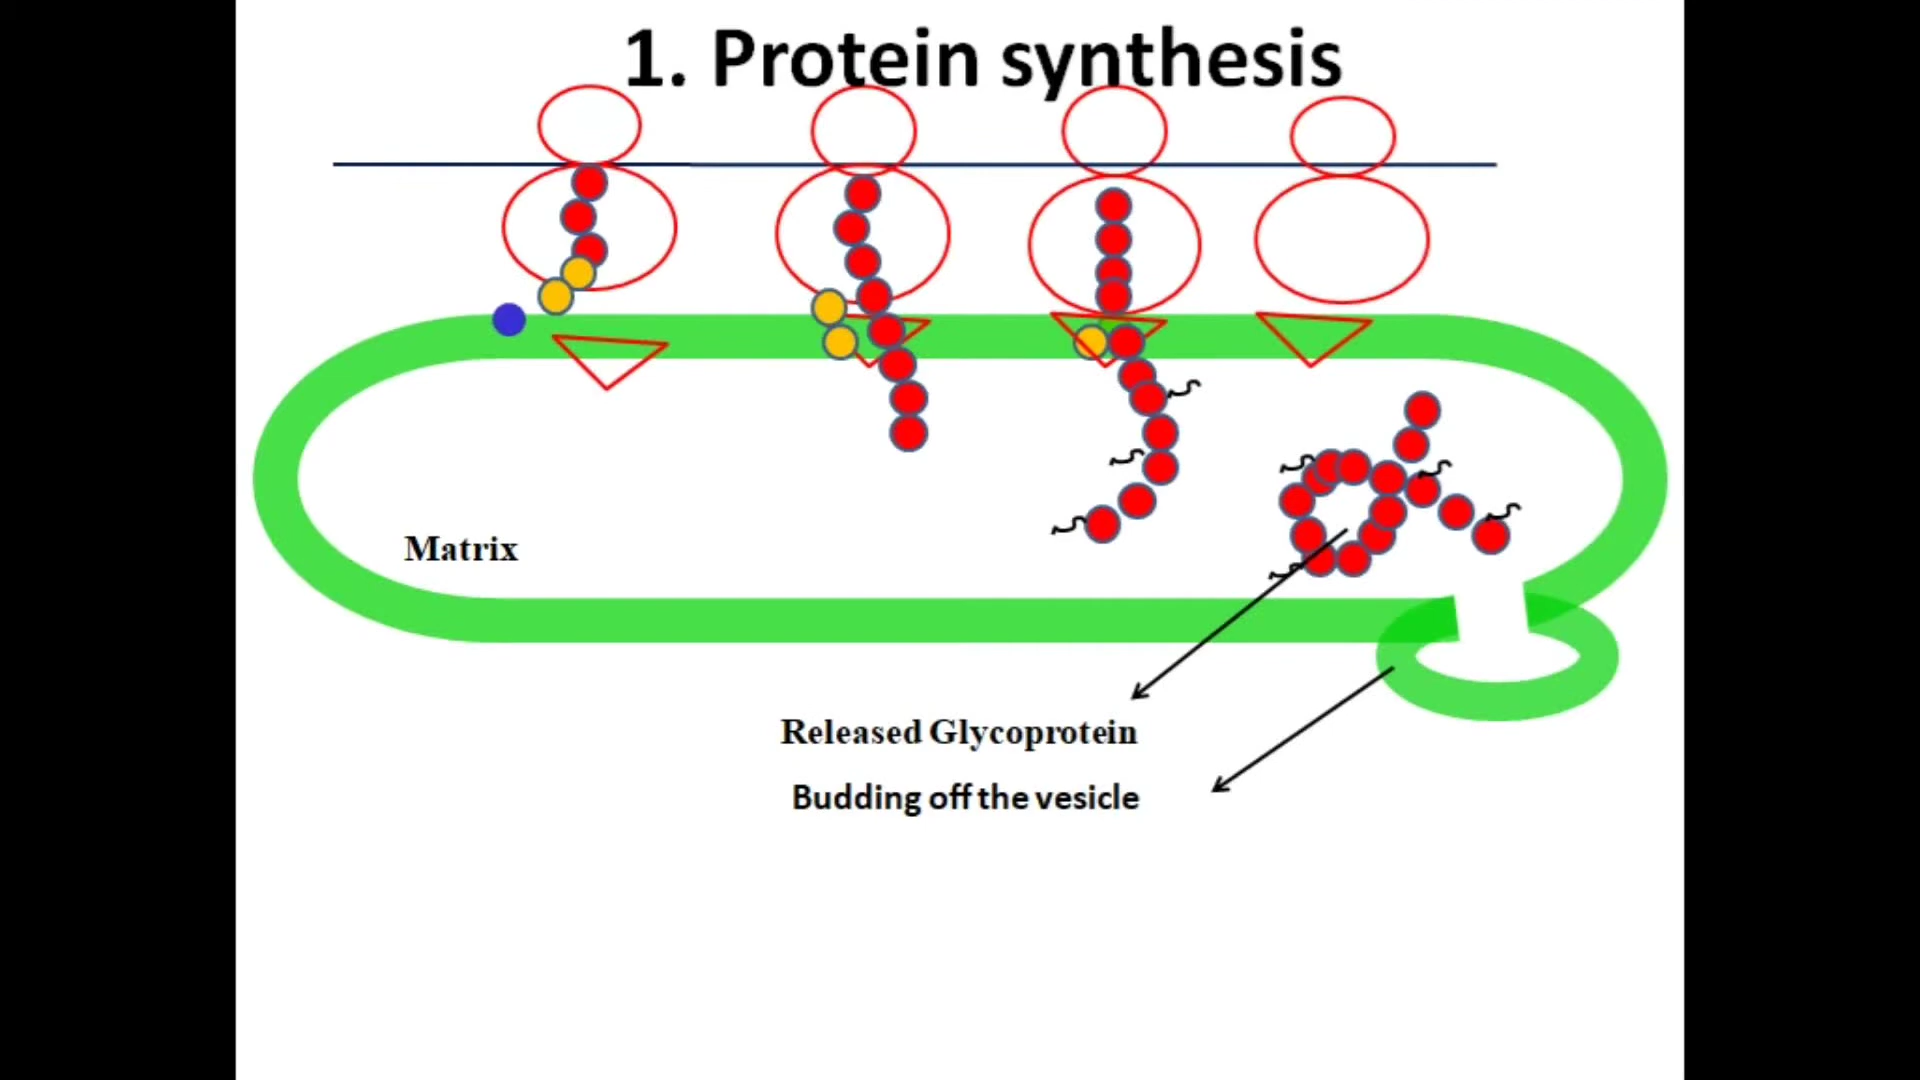 1. Protein synthesis
Matrix
Released Glycoprotein
Budding off the vesicle